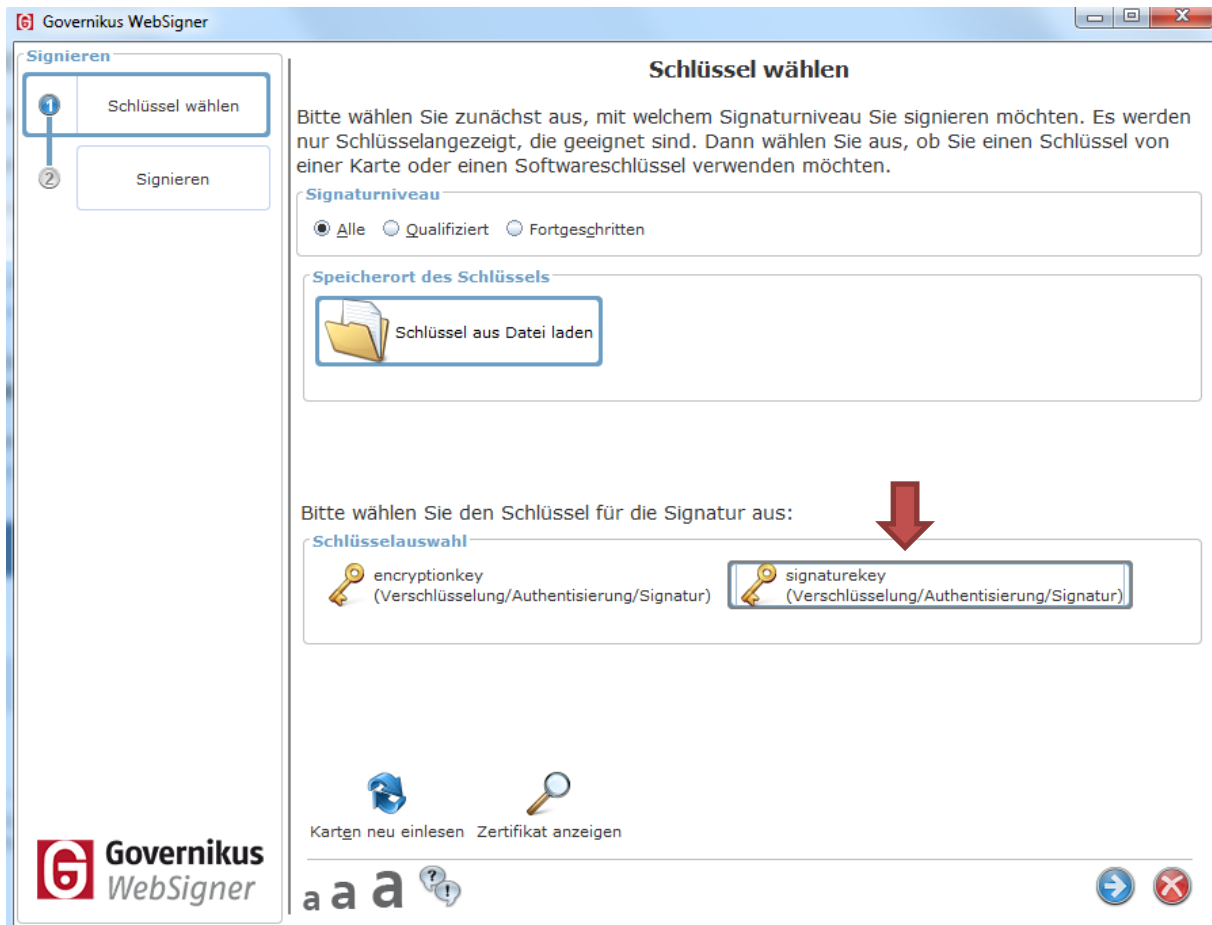 Governikus WebSigner
Signieren
1 Schlüssel wählen
2 Signieren
Schlüssel wählen
Bitte wählen Sie zunächst aus, mit welchem Signaturniveau Sie signieren möchten. Es werden
nur Schlüsselangezeigt, die geeignet sind. Dann wählen Sie aus, ob Sie einen Schlüssel von
einer Karte oder einen Softwareschlüssel verwenden möchten.
Signaturniveau
Alle Qualifiziert Fortgeschritten
Speicherort des Schlüssels
Schlüssel aus Datei laden
Bitte wählen Sie den Schlüssel für die Signatur aus:
Schlüsselauswahl
encryptionkey
(Verschlüsselung/Authentisierung/Signatur)
signaturekey
(Verschlüsselung/Authentisierung/Signatur)
Karten neu einlesen Zertifikat anzeigen
Governikus
WebSigner
a a a ? !